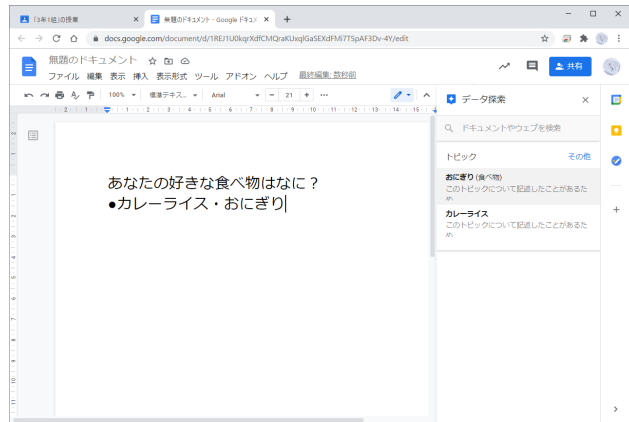 「3年1組」の授業
無題のドキュメント - Google ドキュメ
docs.google.com/document/d/1REJ1U0kqrXdfCMQraKUxqlGaSEXdFMi7TSpAF3Dv-4Y/edit
無題のドキュメント
ファイル 編集 表示 挿入 表示形式 ツール アドオン ヘルプ 最終編集: 数秒前
共有
100% 標準テキス... Arial 21
データ探索
ドキュメントやウェブを検索
トピック その他
おにぎり (食べ物)
このトピックについて記述したことがあるため
カレーライス
このトピックについて記述したことがあるため
あなたの好きな食べ物はなに？
●カレーライス・おにぎり